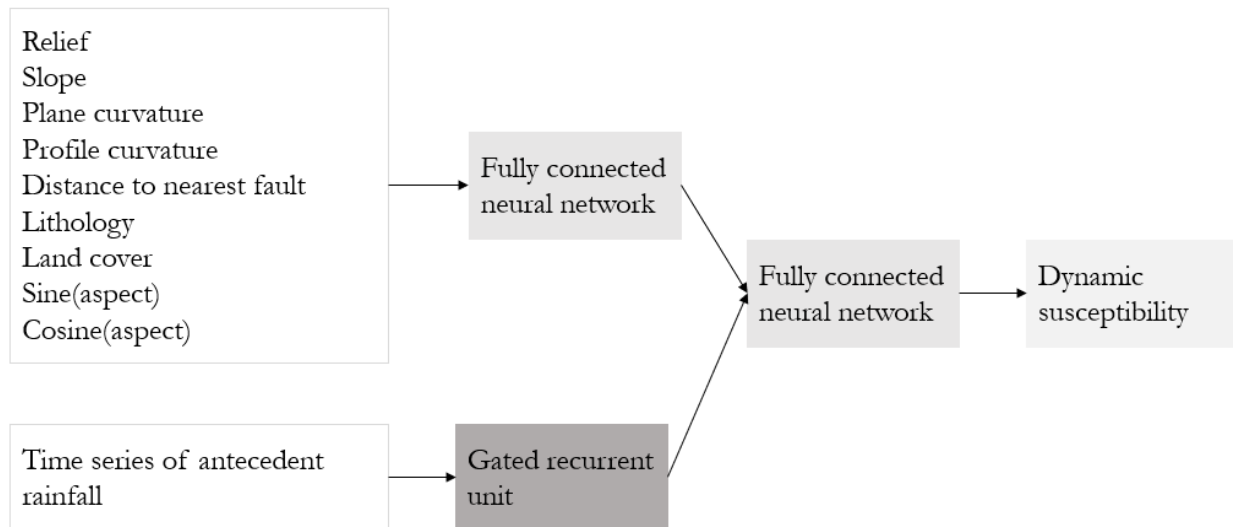 Relief
Slope
Plane curvature
Profile curvature
Distance to nearest fault
Lithology
Land cover
Sine(aspect)
Cosine(aspect)
Fully connected
neural network
Fully connected
neural network
Dynamic
susceptibility
Time series of antecedent
rainfall
Gated recurrent
unit